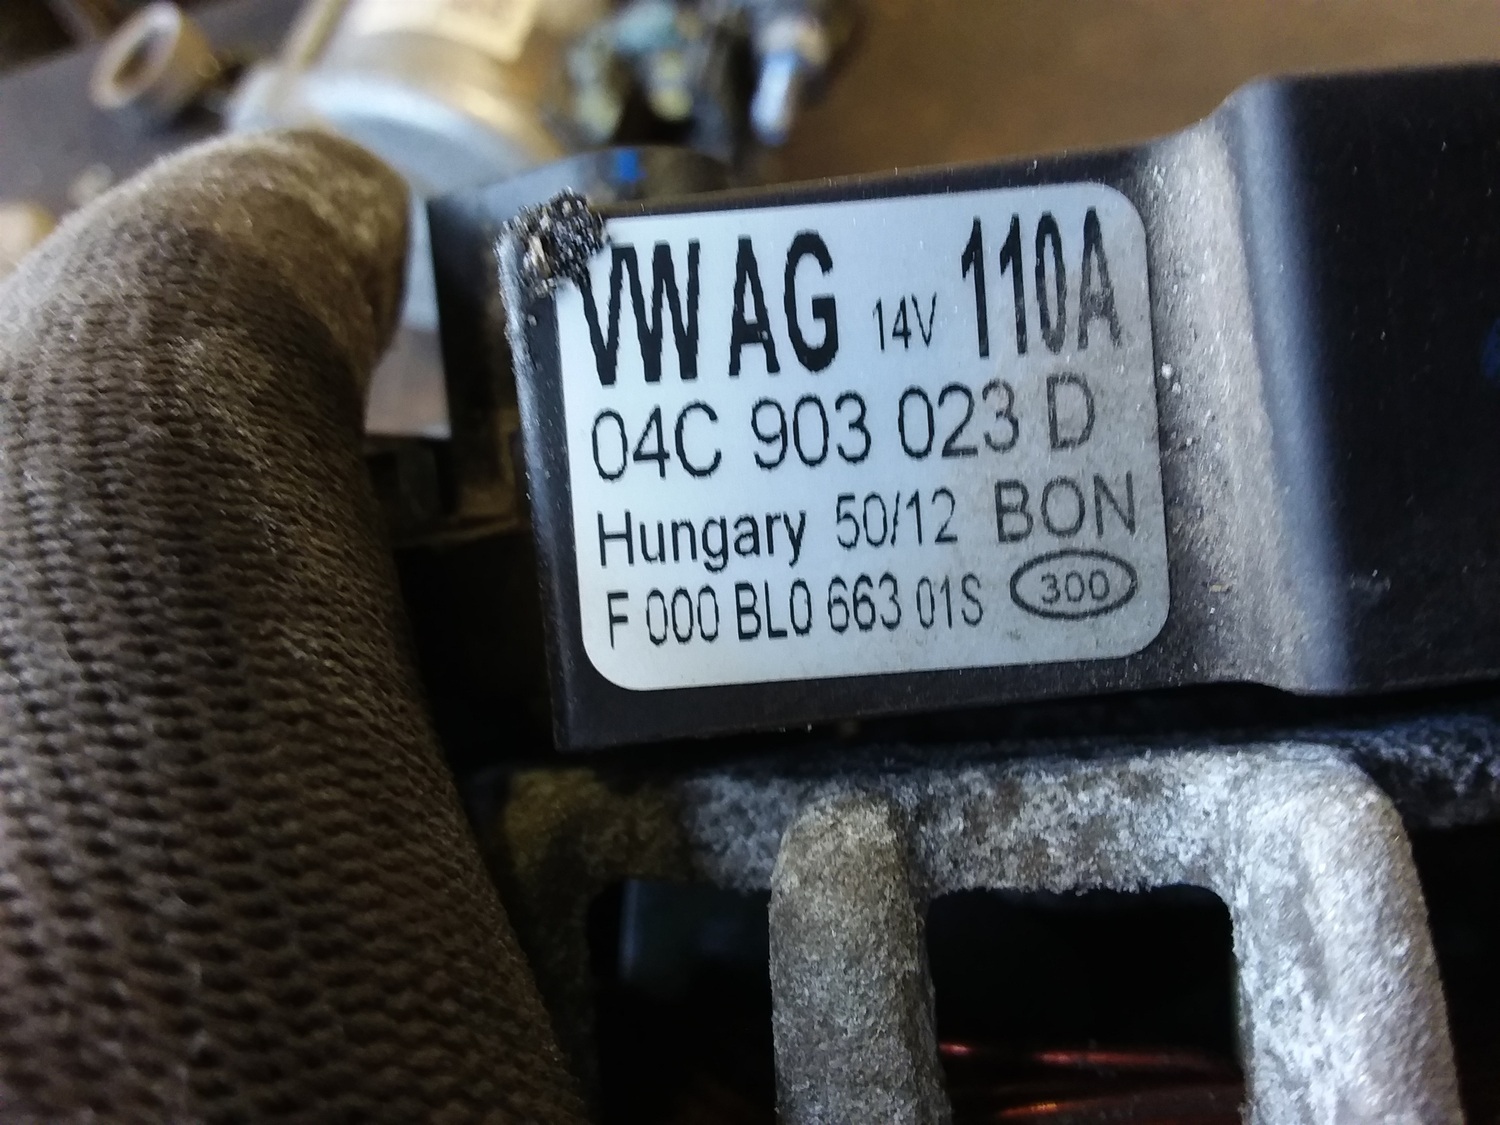 VW AG 14V 110A
04C 903 023 D
Hungary 50/12 BON
F 000 BL0 663 01S 300